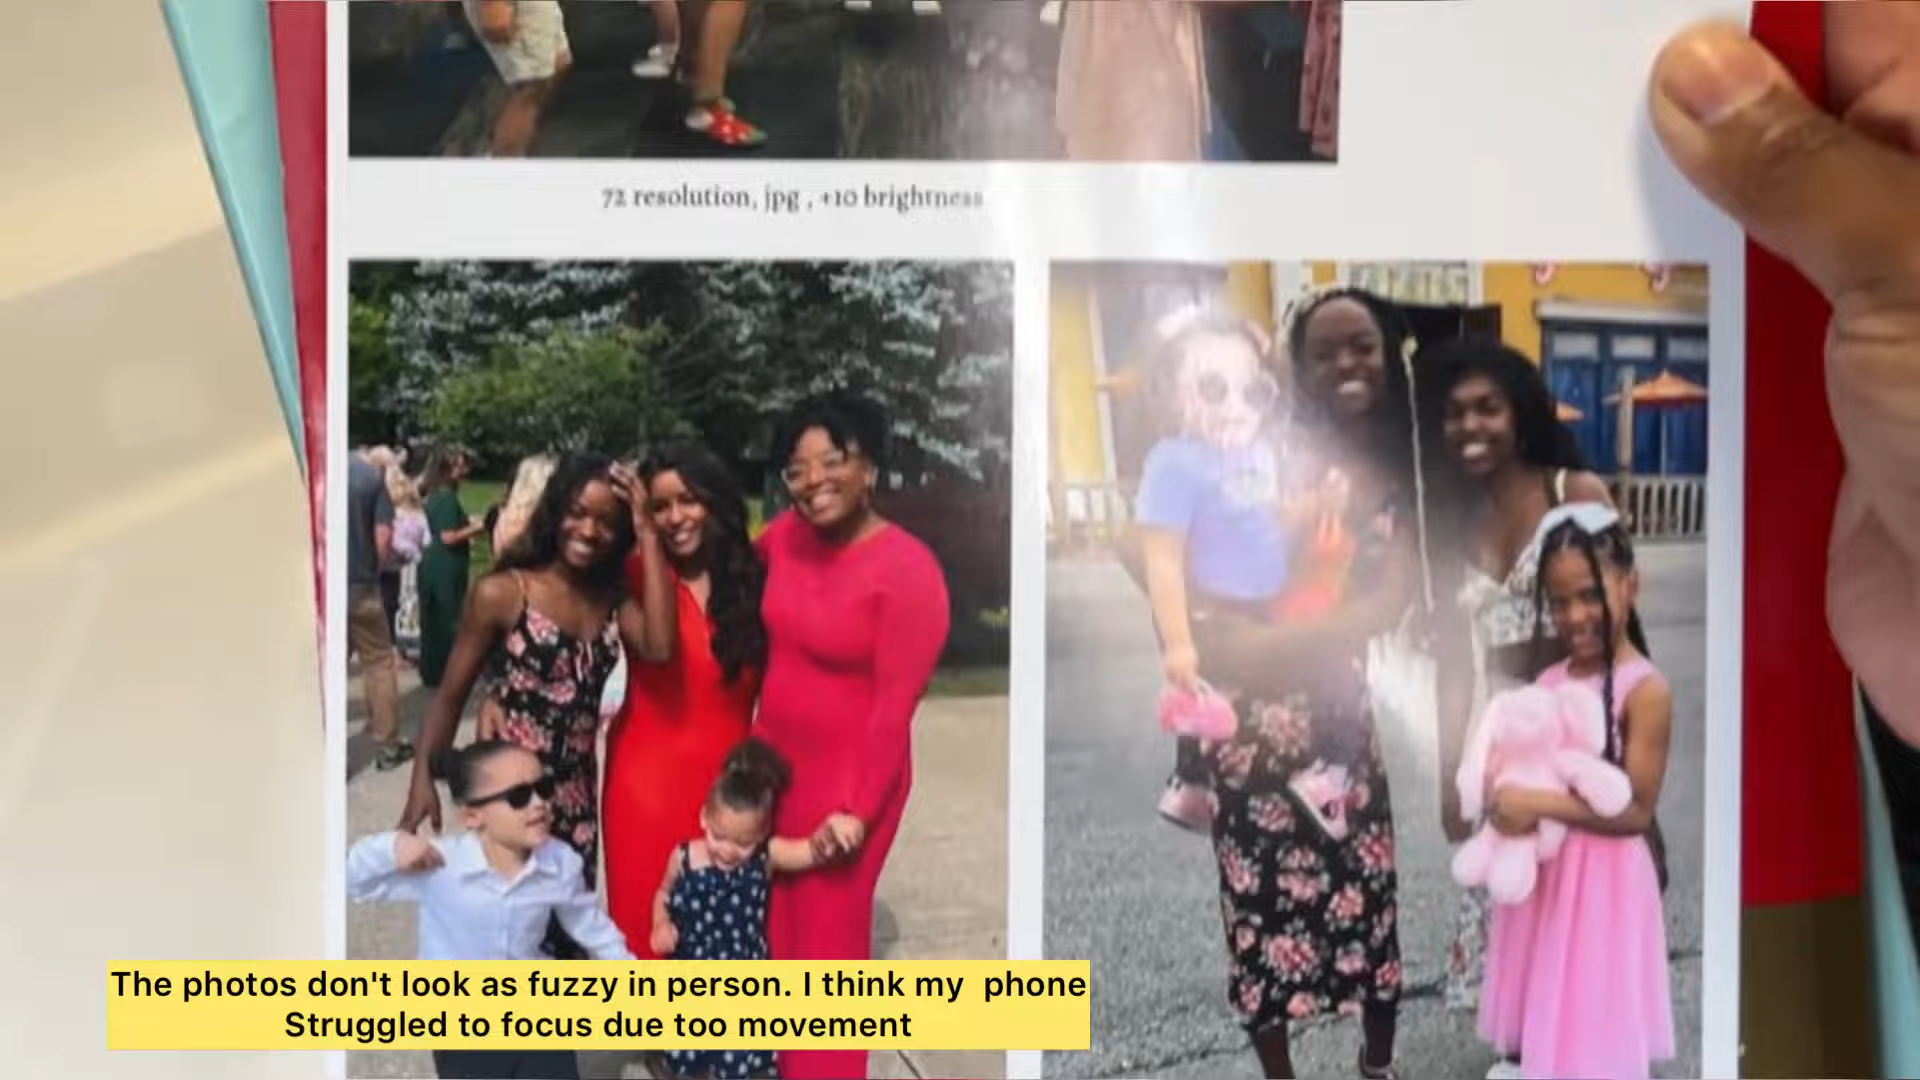 72 resolution, jpg , +10 brightness
The photos don't look as fuzzy in person. I think my phone
Struggled to focus due too movement